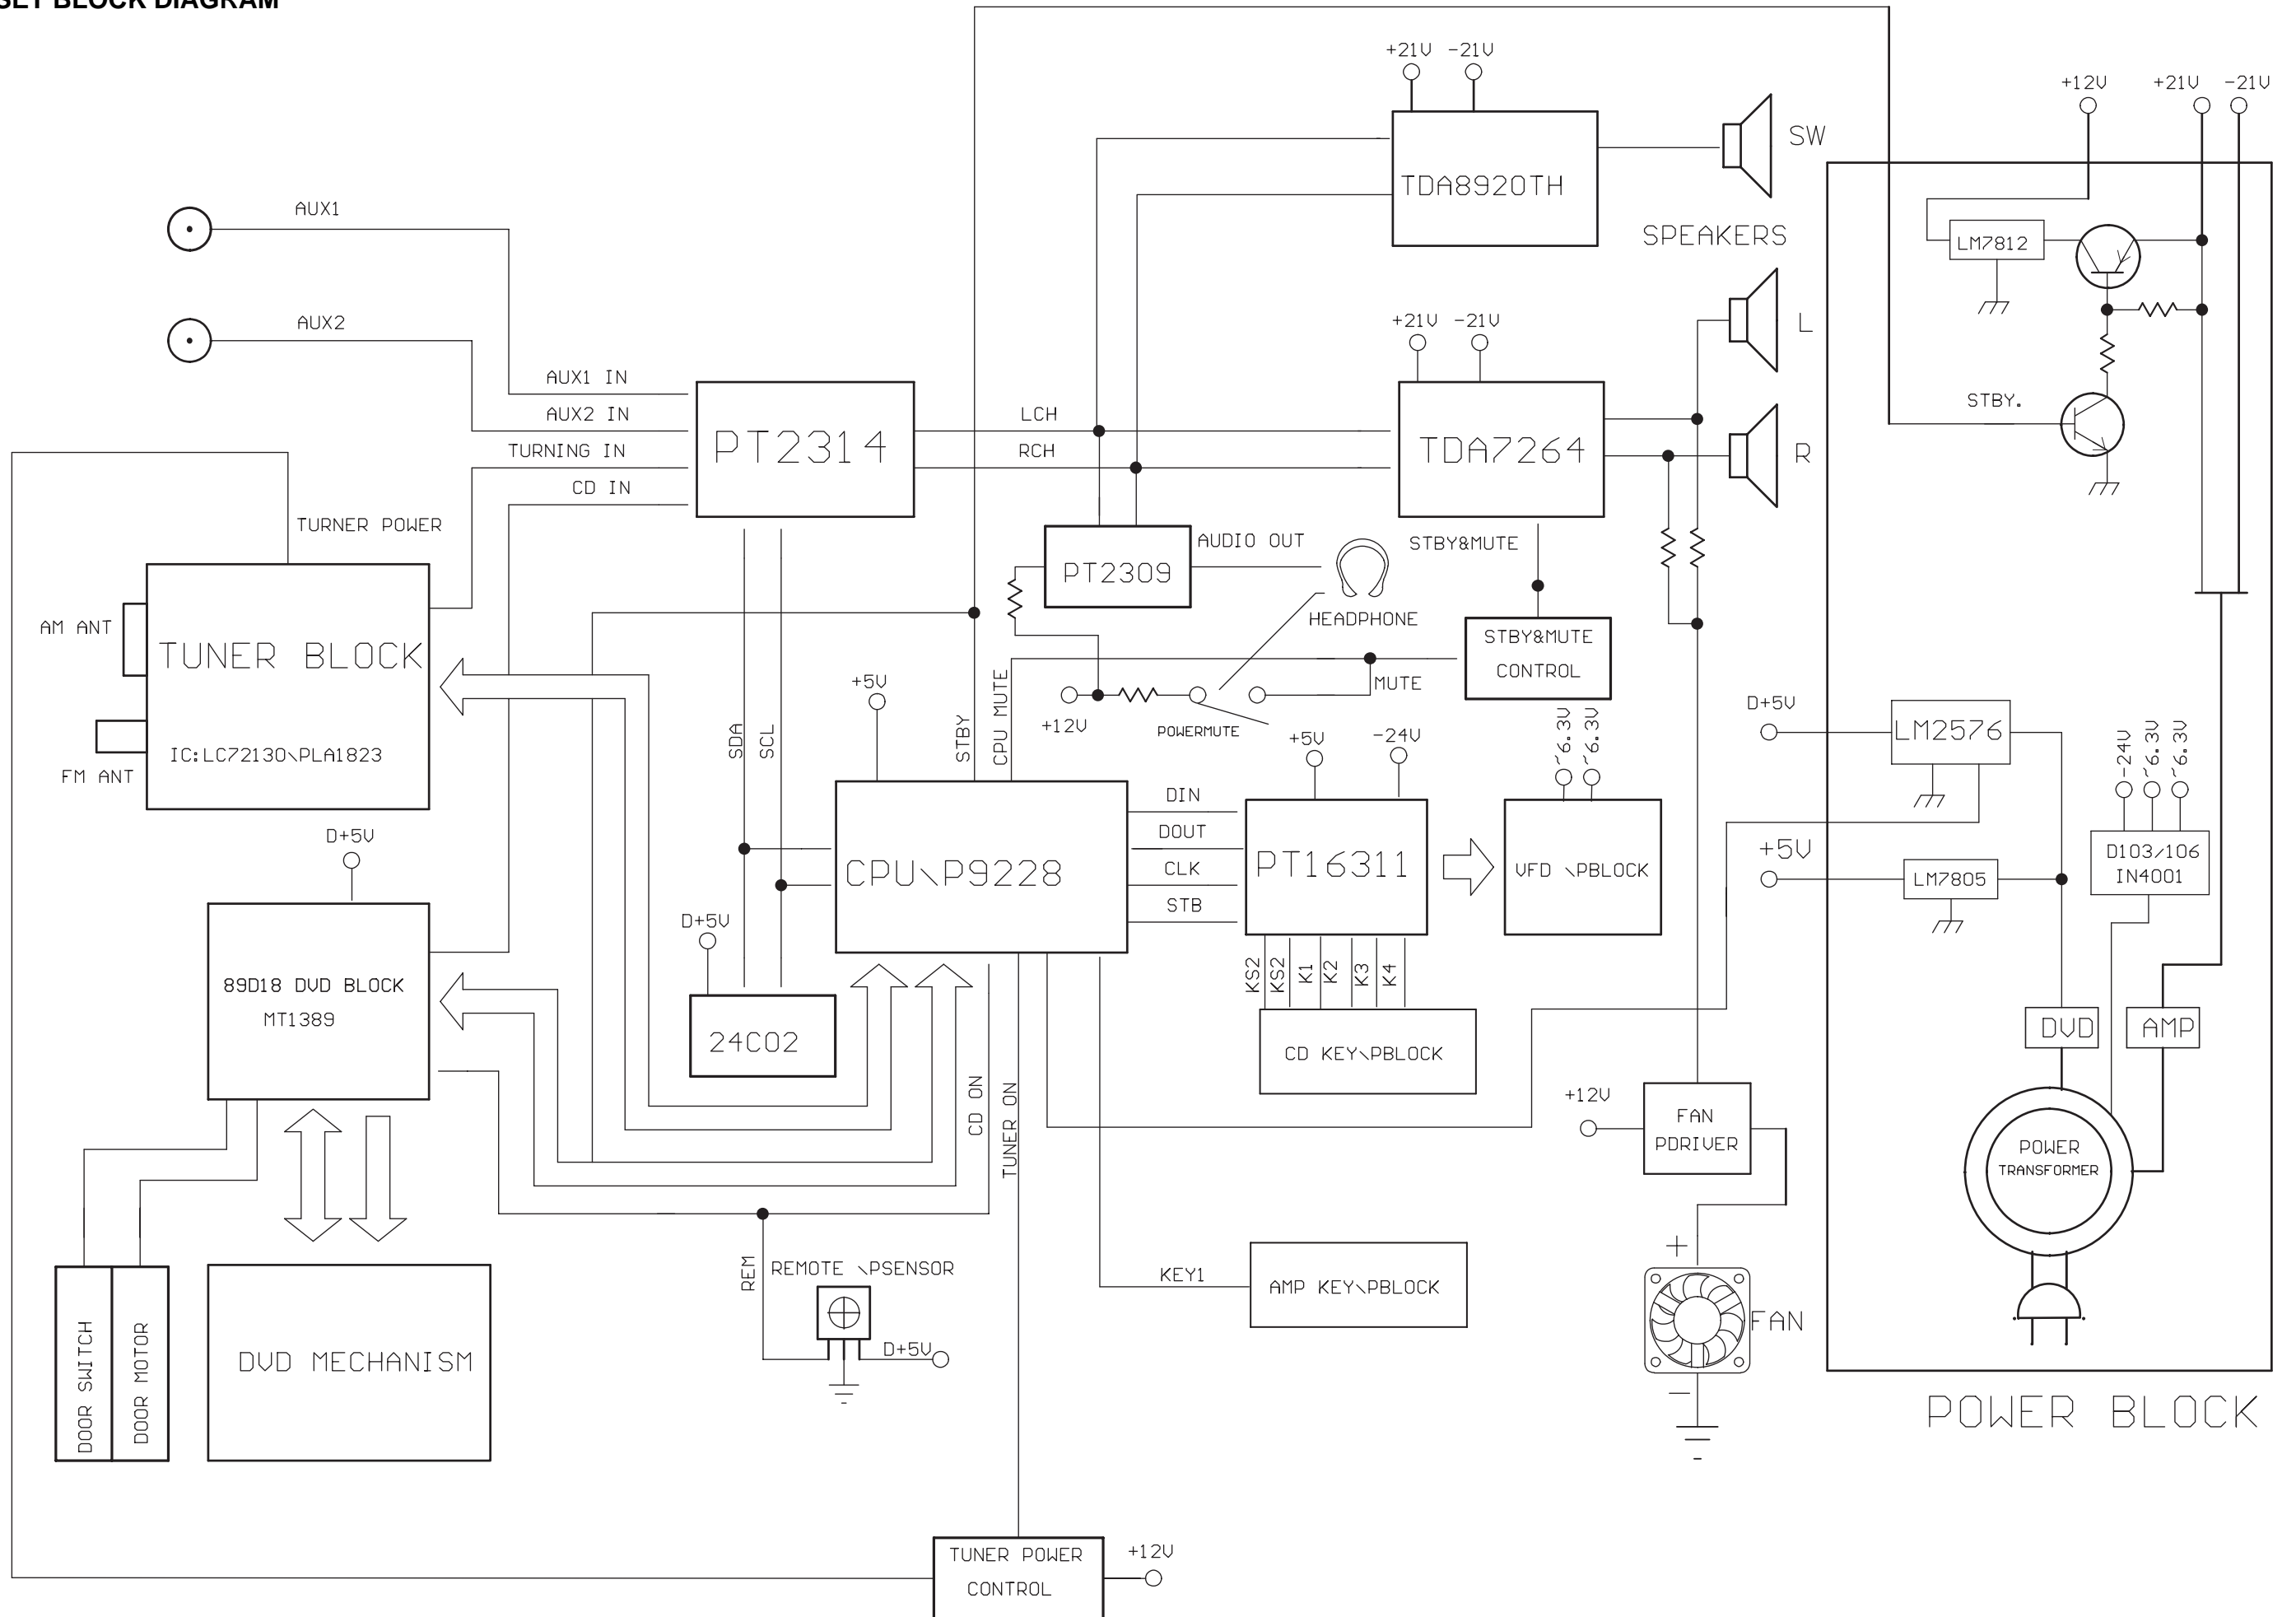 SET BLOCK DIAGRAM
+21V -21V
+12V +21V -21V
SW
TDA8920TH
AUX1
SPEAKERS
LM7812
AUX2
+21V -21V
L
AUX1 IN
AUX2 IN
LCH
STBY.
PT2314
TDA7264
TURNING IN
RCH
R
CD IN
TURNER POWER
AUDIO OUT
STBY&MUTE
PT2309
AM ANT
HEADPHONE
STBY&MUTE
CONTROL
TUNER BLOCK
+5V
MUTE
CPU MUTE
STBY
SDA
SCL
+12V
POWERMUTE
D+5V
LM2576
IC:LC72130\PLA1823
FM ANT
+5V
-24V
~6.3V
~6.3V
-24V
~6.3V
~6.3V
DIN
D+5V
DOUT
+5V
D103/106
IN4001
CPU\P9228
CLK
PT16311
VFD \PBLOCK
LM7805
STB
D+5V
KS2
KS2
K1
K2
K3
K4
89D18 DVD BLOCK
MT1389
24C02
CD KEY\PBLOCK
DVD
AMP
CD ON
TUNER ON
+12V
FAN
PDRIVER
POWER
TRANSFORMER
+
REM
REMOTE \PSENSOR
KEY1
AMP KEY\PBLOCK
FAN
D+5V
DOOR SWITCH
DOOR MOTOR
DVD MECHANISM
−
POWER BLOCK
TUNER POWER
CONTROL
+12V